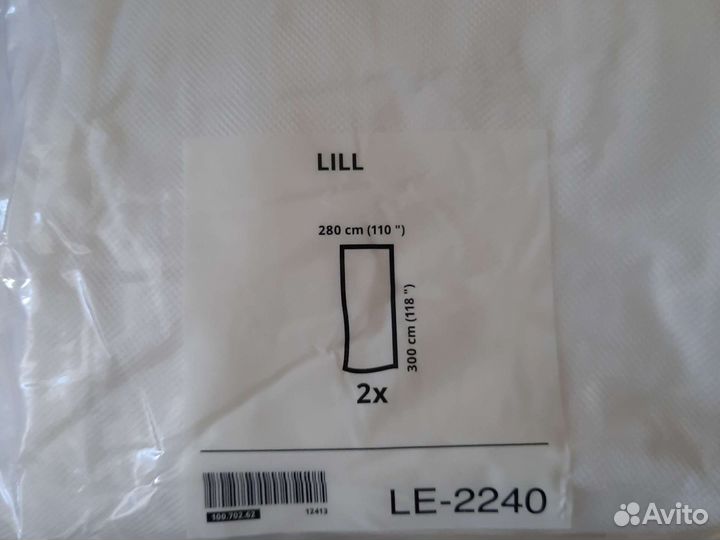 LILL
280 cm (110 ")
300 cm (118 ")
2x
100.702.62
12413
LE-2240
Avito